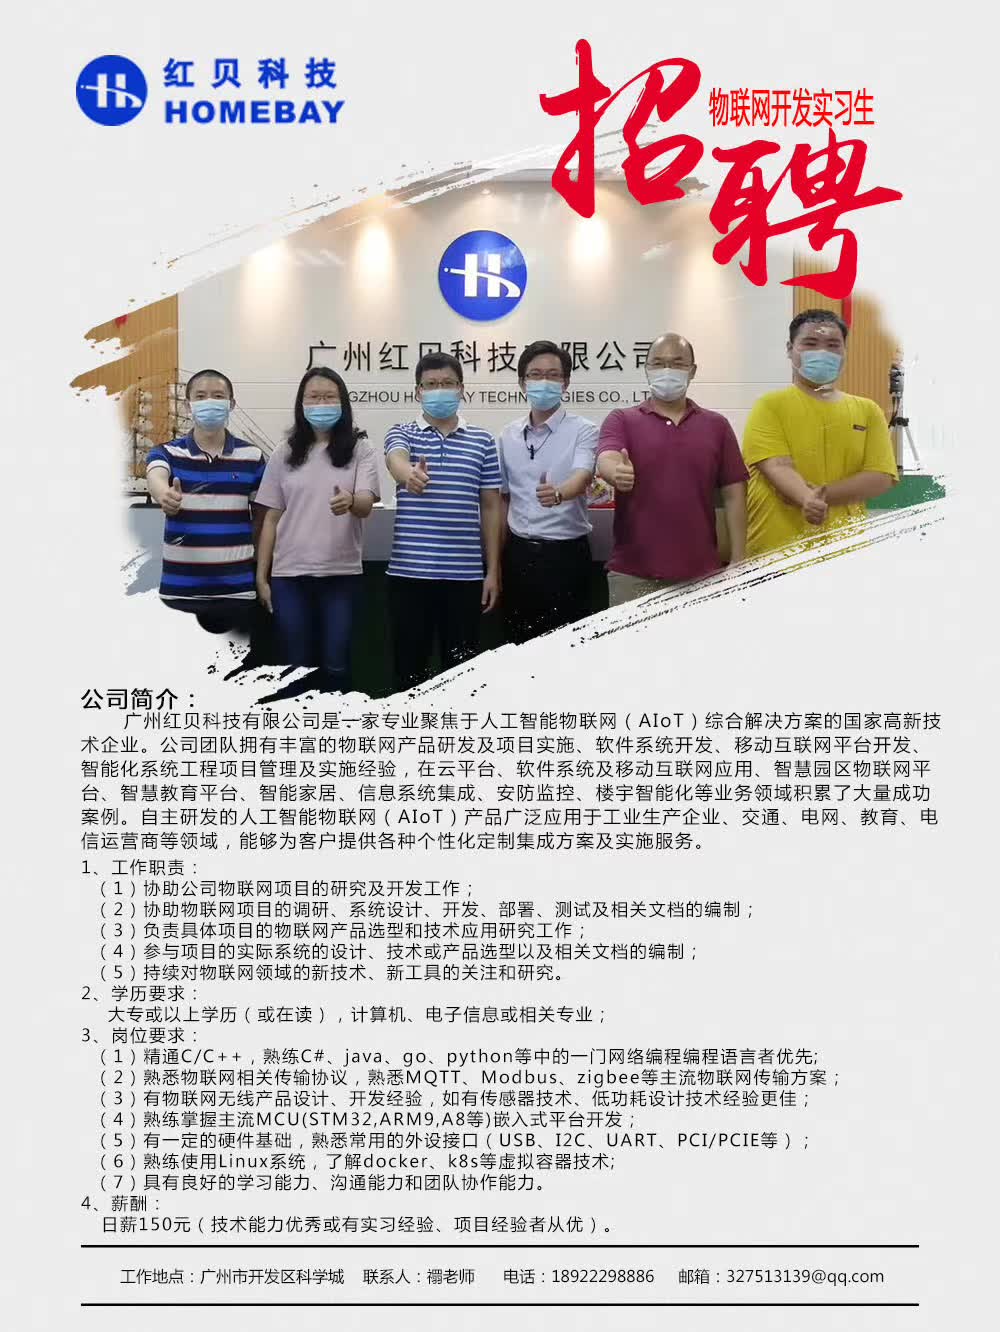 红贝科技
HOMEBAY
招聘
物联网开发实习生
广州红贝科技有限公司
GZHOU HOMEBAY TECHNOLOGIES CO., LT
公司简介：
广州红贝科技有限公司是一家专业聚焦于人工智能物联网（AIoT）综合解决方案的国家高新技
术企业。公司团队拥有丰富的物联网产品研发及项目实施、软件系统开发、移动互联网平台开发、
智能化系统工程项目管理及实施经验，在云平台、软件系统及移动互联网应用、智慧园区物联网平
台、智慧教育平台、智能家居、信息系统集成、安防监控、楼宇智能化等业务领域积累了大量成功
案例。自主研发的人工智能物联网（AIoT）产品广泛应用于工业生产企业、交通、电网、教育、电
信运营商等领域，能够为客户提供各种个性化定制集成方案及实施服务。
1、工作职责：
（1）协助公司物联网项目的研究及开发工作；
（2）协助物联网项目的调研、系统设计、开发、部署、测试及相关文档的编制；
（3）负责具体项目的物联网产品选型和技术应用研究工作；
（4）参与项目的实际系统的设计、技术或产品选型以及相关文档的编制；
（5）持续对物联网领域的新技术、新工具的关注和研究。
2、学历要求：
大专或以上学历（或在读），计算机、电子信息或相关专业；
3、岗位要求：
（1）精通C/C++，熟练C#、java、go、python等中的一门网络编程编程语言者优先;
（2）熟悉物联网相关传输协议，熟悉MQTT、Modbus、zigbee等主流物联网传输方案；
（3）有物联网无线产品设计、开发经验，如有传感器技术、低功耗设计技术经验更佳；
（4）熟练掌握主流MCU(STM32,ARM9,A8等)嵌入式平台开发；
（5）有一定的硬件基础，熟悉常用的外设接口（USB、I2C、UART、PCI/PCIE等）；
（6）熟练使用Linux系统，了解docker、k8s等虚拟容器技术;
（7）具有良好的学习能力、沟通能力和团队协作能力。
4、薪酬：
日薪150元（技术能力优秀或有实习经验、项目经验者从优）。
工作地点：广州市开发区科学城 联系人：禤老师 电话：18922298886 邮箱：327513139@qq.com